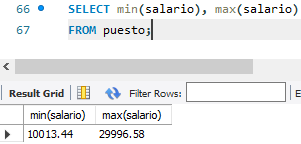 66 SELECT min(salario), max(salario)
67 FROM puesto;
Result Grid Filter Rows:
min(salario) max(salario)
10013.44 29996.58